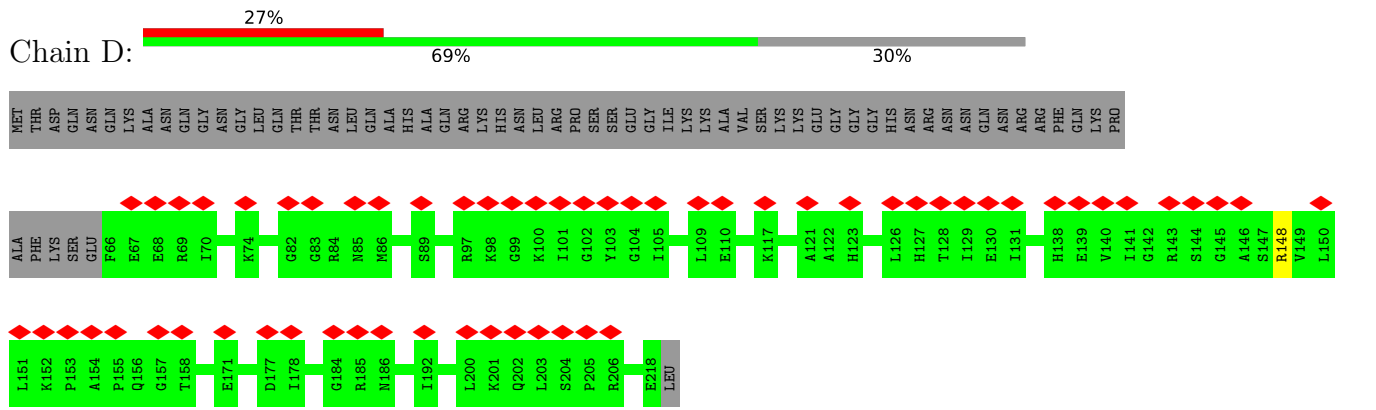 27%
Chain D:
69% 30%
MET THR ASP GLN ASN GLN LYS ALA ASN GLN GLY ASN GLY LEU GLN THR THR ASN LEU GLN ALA HIS ALA GLN ARG LYS HIS ASN LEU ARG PRO SER SER GLU GLY ILE LYS LYS ALA VAL SER LYS LYS GLU GLY GLY GLY HIS ASN ARG ASN ASN GLN ASN ARG ARG PHE GLN LYS PRO
ALA PHE LYS SER GLU F66 E67 E68 R69 I70 K74 G82 G83 R84 N85 M86 S89 R97 K98 G99 K100 I101 G102 Y103 G104 I105 L109 E110 K117 A121 A122 H123 L126 H127 T128 I129 E130 I131 H138 E139 V140 I141 G142 R143 S144 G145 A146 S147 R148 V149 L150
L151 K152 P153 A154 P155 Q156 G157 T158 E171 D177 I178 G184 R185 N186 I192 L200 K201 Q202 L203 S204 P205 R206 E218 LEU